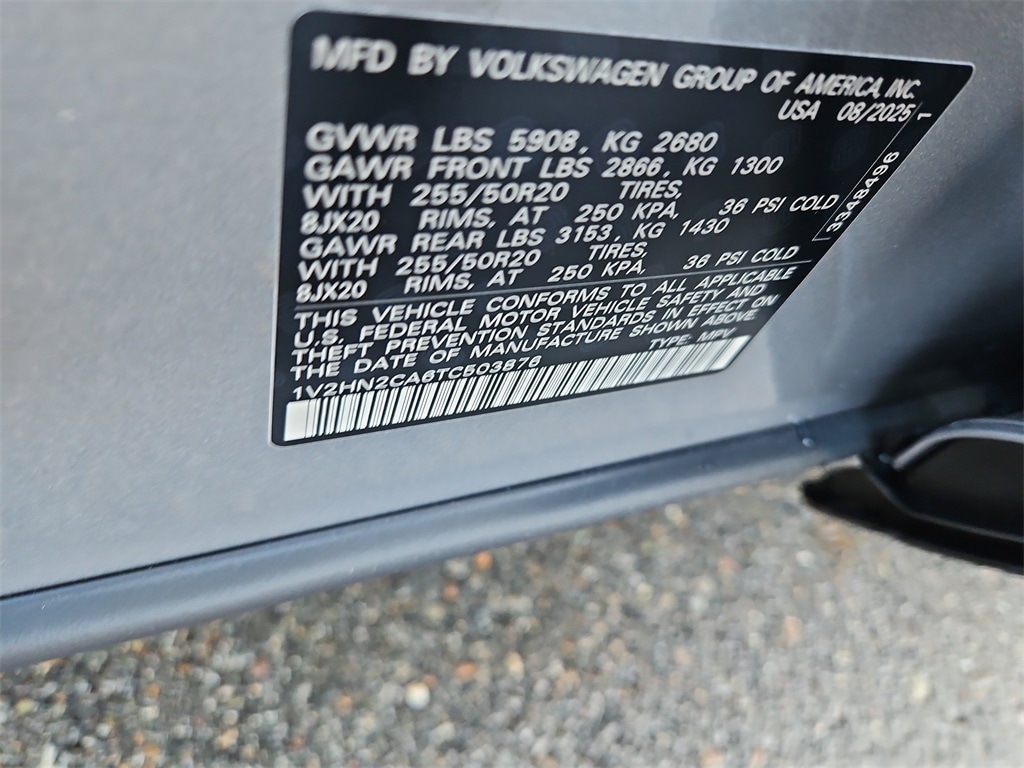 MFD BY VOLKSWAGEN GROUP OF AMERICA, INC.
USA 08/2025
GVWR LBS 5908, KG 2680
GAWR FRONT LBS 2866, KG 1300
WITH 255/50R20 TIRES,
8JX20 RIMS, AT 250 KPA, 36 PSI COLD
GAWR REAR LBS 3153, KG 1430
WITH 255/50R20 TIRES,
8JX20 RIMS, AT 250 KPA, 36 PSI COLD
THIS VEHICLE CONFORMS TO ALL APPLICABLE
U.S. FEDERAL MOTOR VEHICLE SAFETY AND
THEFT PREVENTION STANDARDS IN EFFECT ON
THE DATE OF MANUFACTURE SHOWN ABOVE.
TYPE: MPV
1V2HN2CA6TC503876
3348496 1